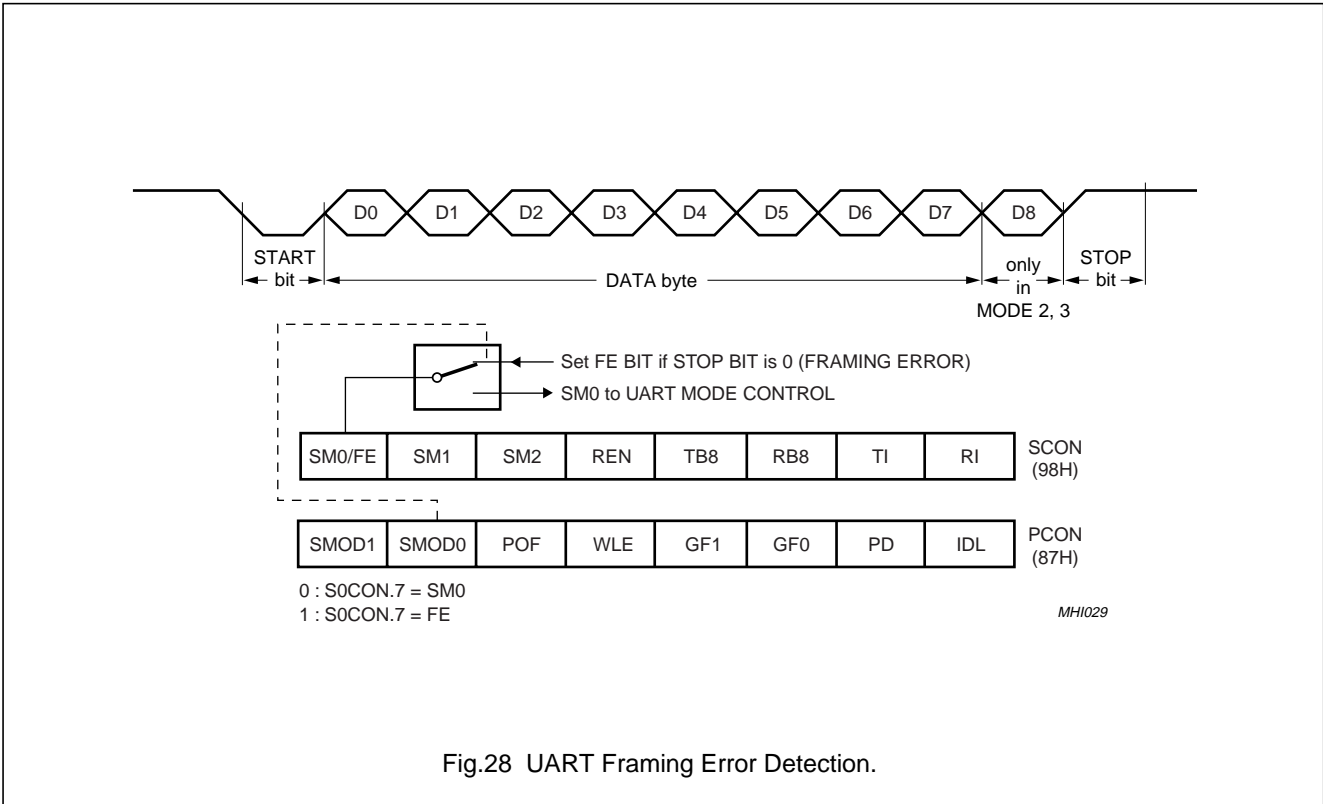 D0 D1 D2 D3 D4 D5 D6 D7 D8
START bit
DATA byte
only in MODE 2, 3
STOP bit
Set FE BIT if STOP BIT is 0 (FRAMING ERROR)
SM0 to UART MODE CONTROL
SM0/FE SM1 SM2 REN TB8 RB8 TI RI SCON (98H)
SMOD1 SMOD0 POF WLE GF1 GF0 PD IDL PCON (87H)
0 : S0CON.7 = SM0
1 : S0CON.7 = FE
MHI029
Fig.28 UART Framing Error Detection.